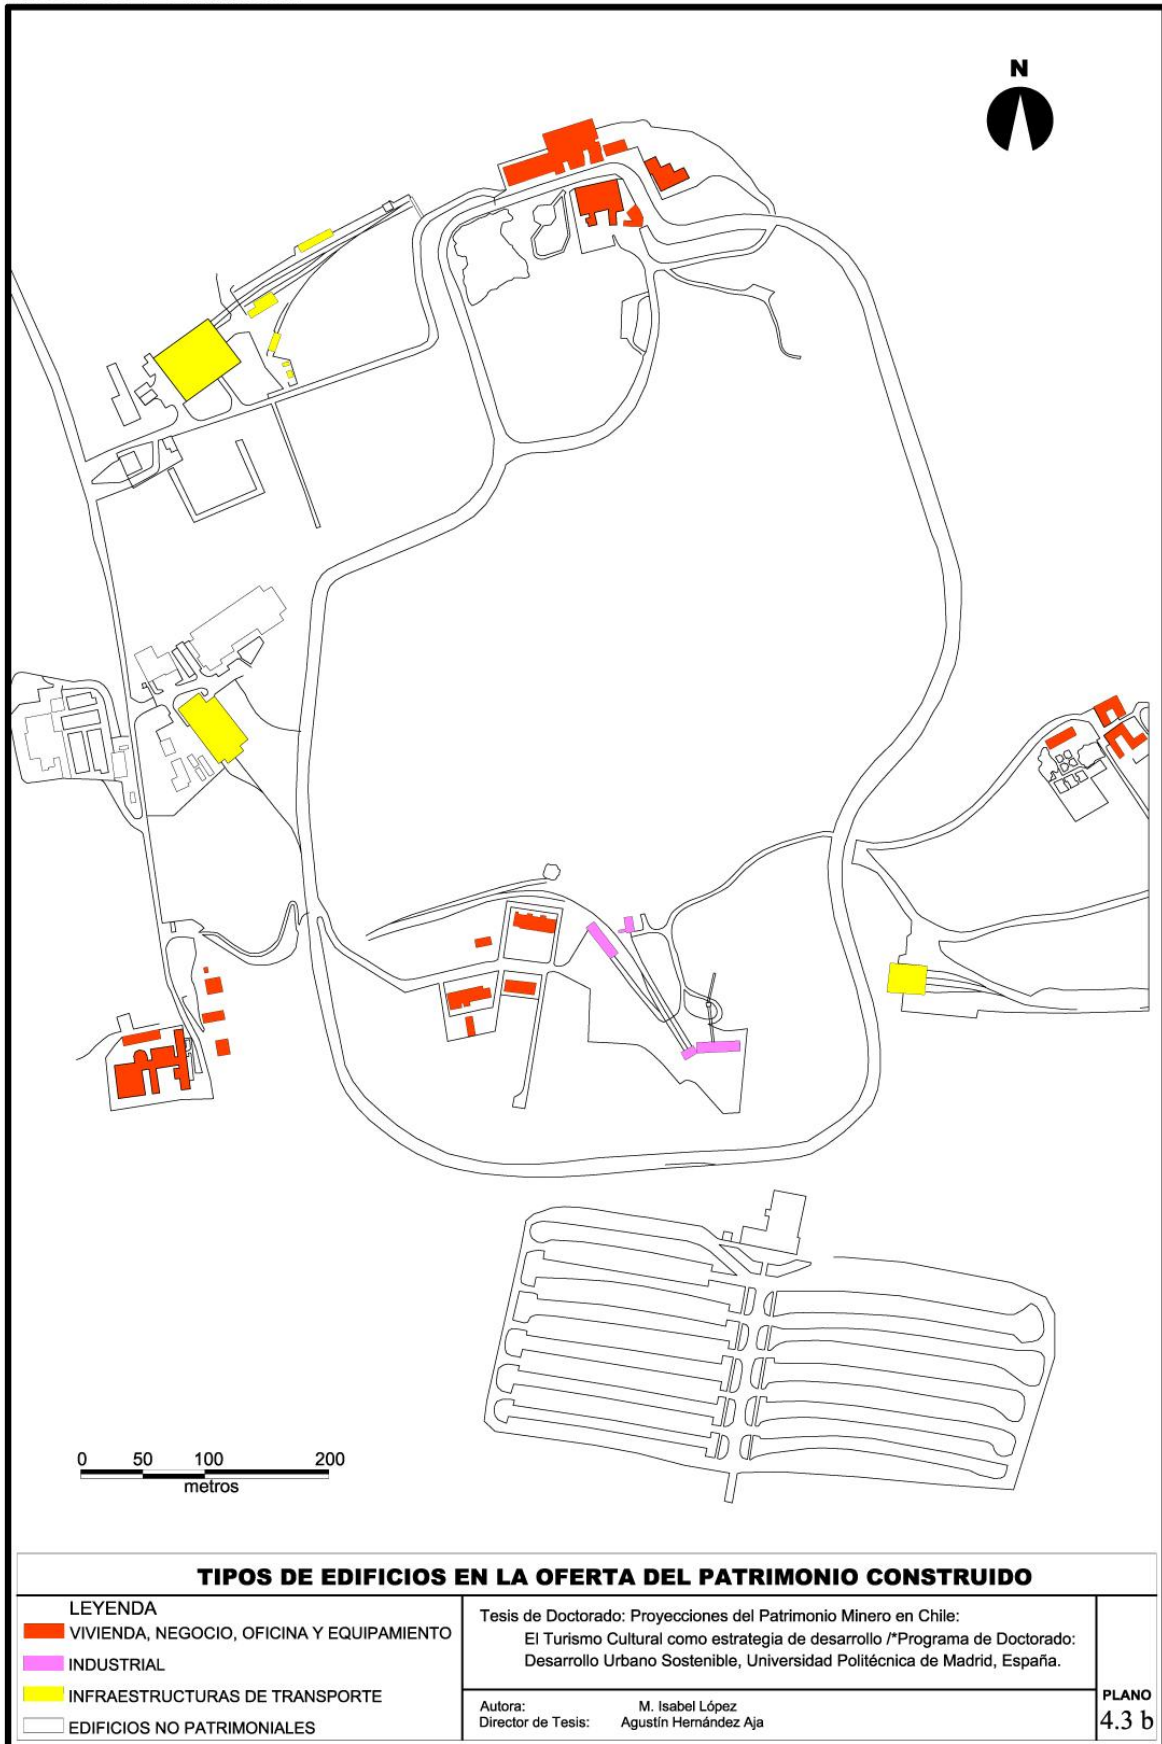 N
0 50 100 200
metros
TIPOS DE EDIFICIOS EN LA OFERTA DEL PATRIMONIO CONSTRUIDO
LEYENDA
VIVIENDA, NEGOCIO, OFICINA Y EQUIPAMIENTO
INDUSTRIAL
INFRAESTRUCTURAS DE TRANSPORTE
EDIFICIOS NO PATRIMONIALES
Tesis de Doctorado: Proyecciones del Patrimonio Minero en Chile:
El Turismo Cultural como estrategia de desarrollo /*Programa de Doctorado:
Desarrollo Urbano Sostenible, Universidad Politécnica de Madrid, España.
Autora: M. Isabel López
Director de Tesis: Agustín Hernández Aja
PLANO
4.3 b